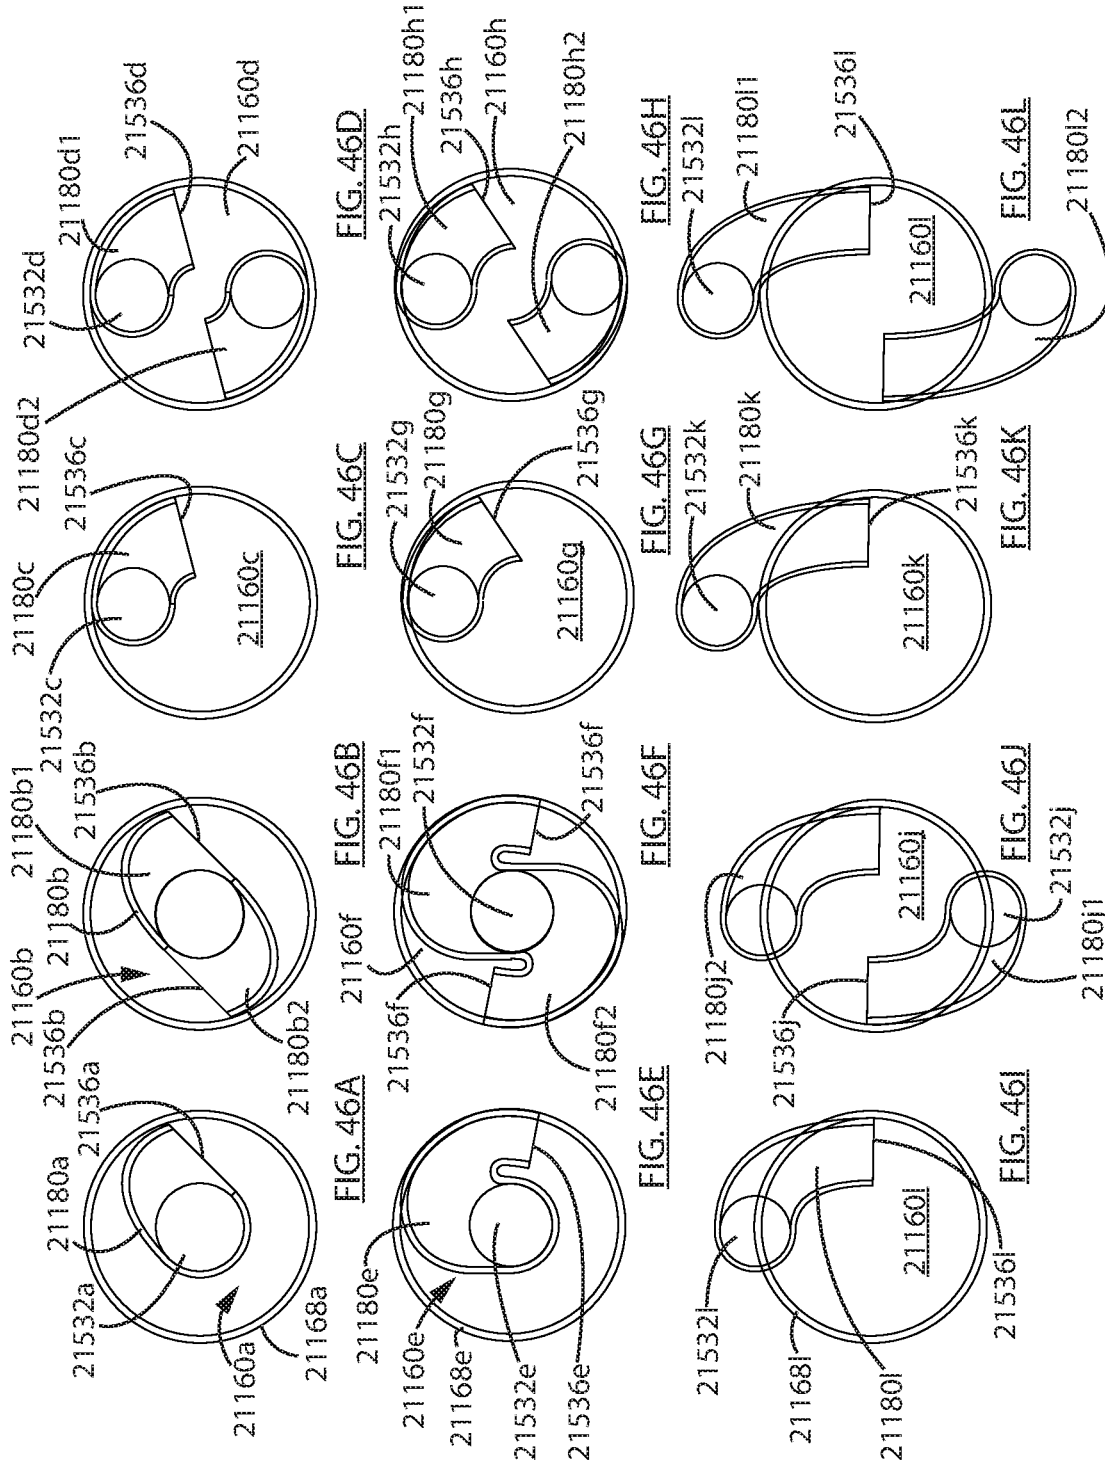 21180a
21536a
21532a
21160a
21168a
FIG. 46A
21160b
21180b
21180b1
21536b
21536b
21180b2
FIG. 46B
21180c
21536c
21532c
21160c
FIG. 46C
21532d
21180d1
21536d
21180d2
21160d
FIG. 46D
21180e
21160e
21168e
21532e
21536e
FIG. 46E
21180f1
21532f
21160f
21536f
21536f
21180f2
FIG. 46F
21532g
21180g
21536g
21160g
FIG. 46G
21532h
21180h1
21536h
21160h
21180h2
FIG. 46H
21532l
21168l
21180l
21160l
21536l
FIG. 46I
21180j2
21536j
21160j
21532j
21180j1
FIG. 46J
21532k
21180k
21160k
21536k
FIG. 46K
21532l
21180l1
21536l
21160l
21180l2
FIG. 46L